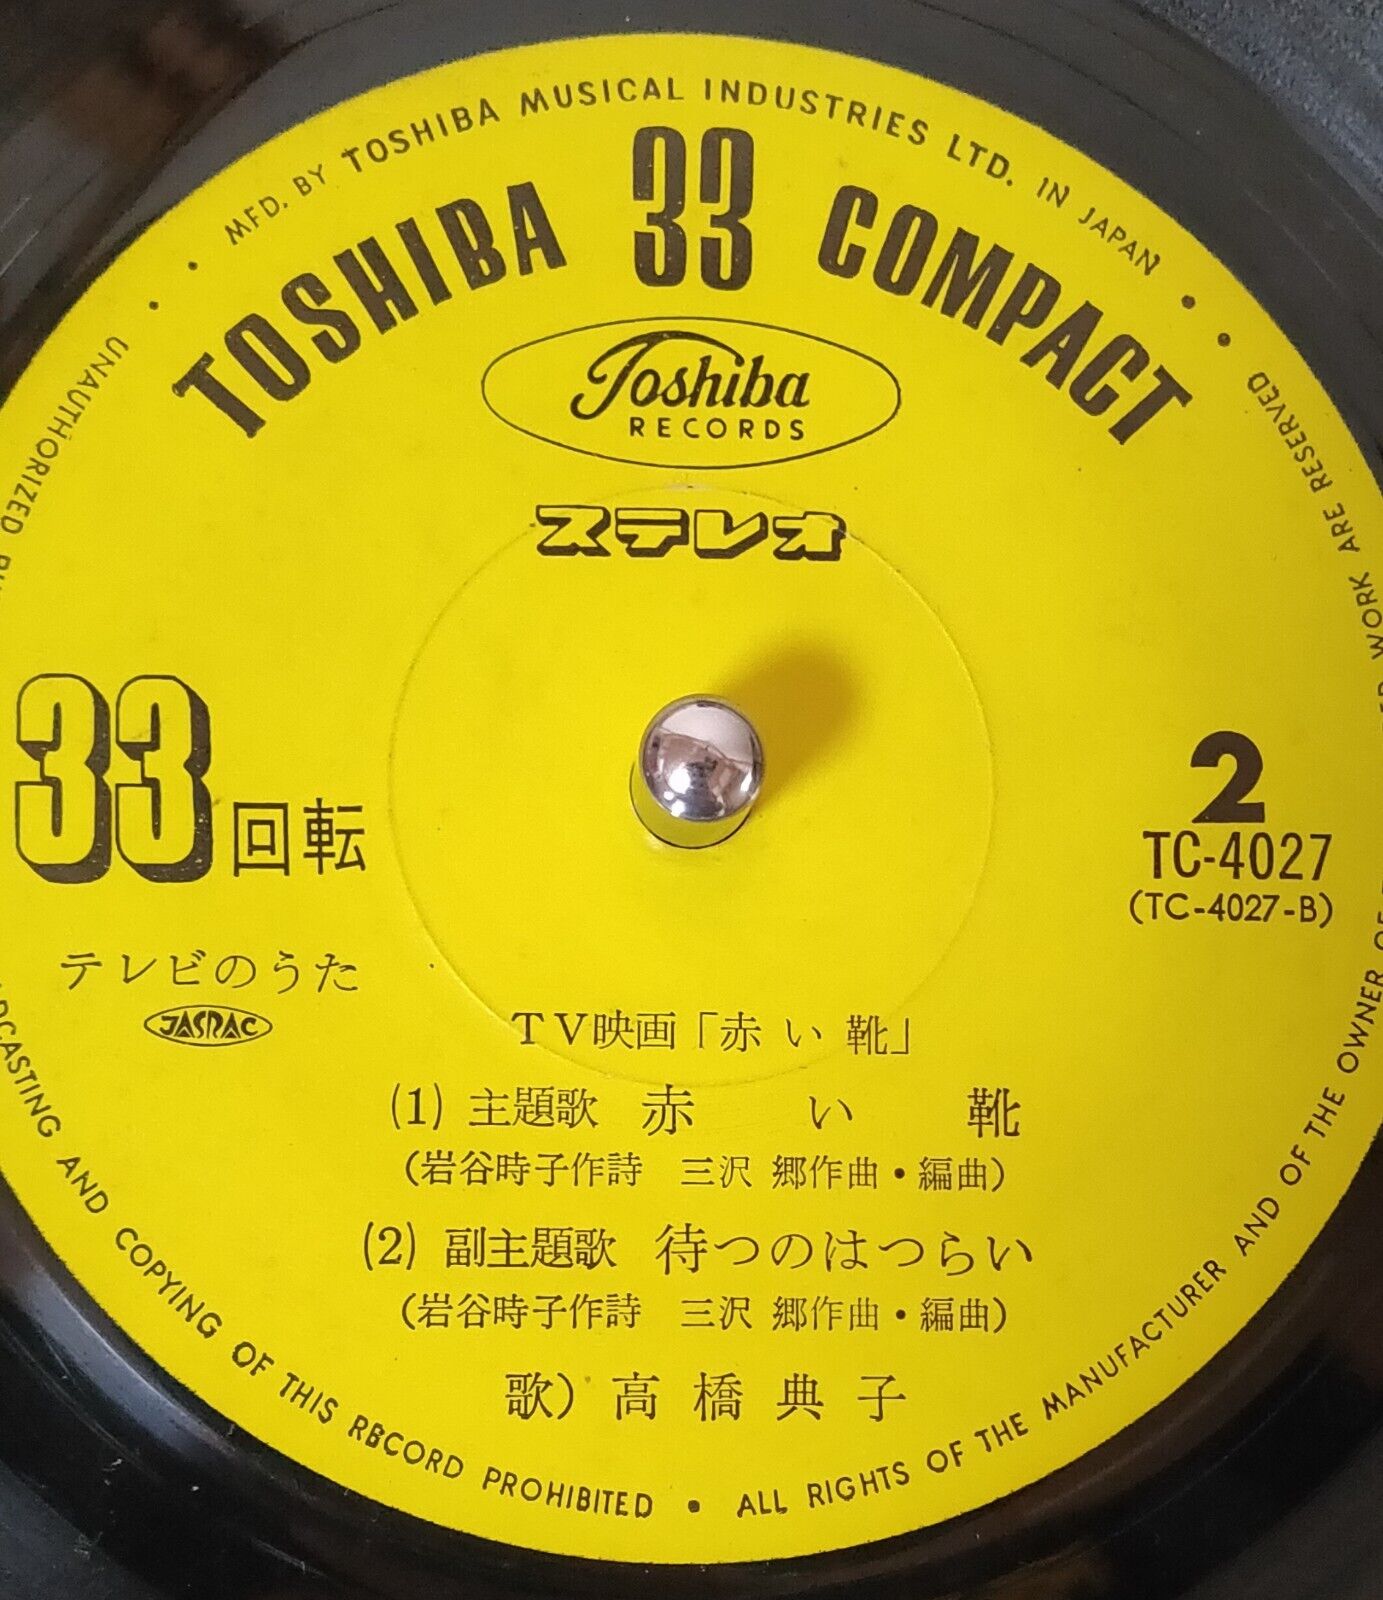 MFD. BY TOSHIBA MUSICAL INDUSTRIES LTD. IN JAPAN
TOSHIBA 33 COMPACT
Toshiba
RECORDS
ステレオ
33回転
2
TC-4027
(TC-4027-B)
テレビのうた
JASRAC
TV映画「赤い靴」
(1) 主題歌 赤い靴
(岩谷時子作詩 三沢 郷作曲・編曲)
(2) 副主題歌 待つのはつらい
(岩谷時子作詩 三沢 郷作曲・編曲)
歌) 高橋典子
ALL RIGHTS OF THE MANUFACTURER AND OF THE OWNER OF
WORK ARE RESERVED
UNAUTHORIZED
AND COPYING OF THIS RBCORD PROHIBITED